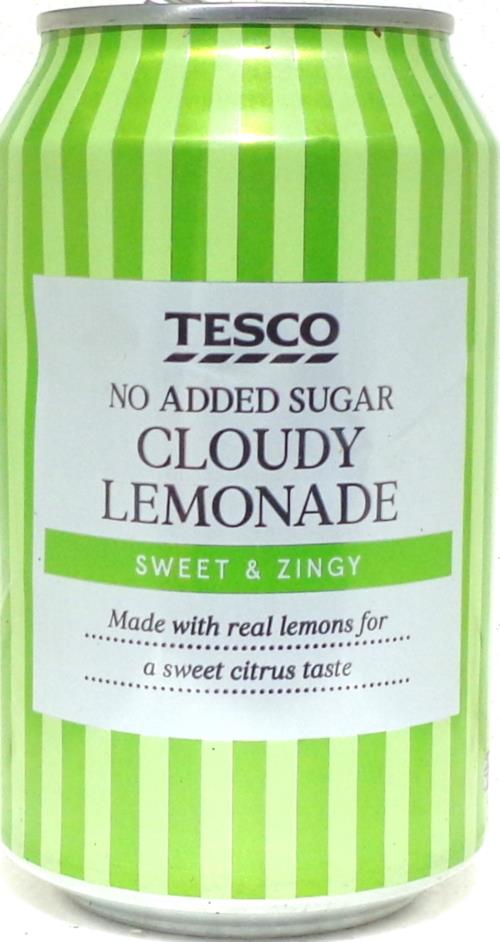 TESCO
NO ADDED SUGAR
CLOUDY
LEMONADE
SWEET & ZINGY
Made with real lemons for
a sweet citrus taste